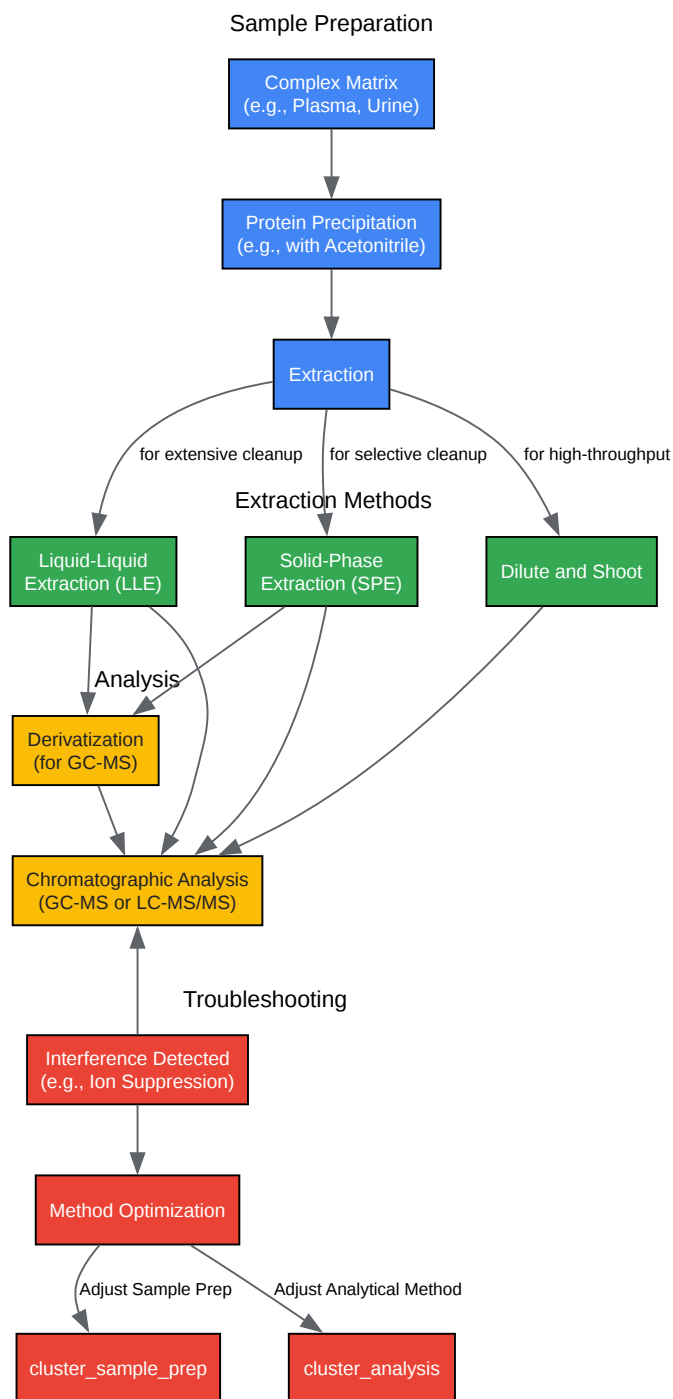 Sample Preparation
Complex Matrix
(e.g., Plasma, Urine)
Protein Precipitation
(e.g., with Acetonitrile)
Extraction
for extensive cleanup
for selective cleanup
for high-throughput
Extraction Methods
Liquid-Liquid
Extraction (LLE)
Solid-Phase
Extraction (SPE)
Dilute and Shoot
Analysis
Derivatization
(for GC-MS)
Chromatographic Analysis
(GC-MS or LC-MS/MS)
Troubleshooting
Interference Detected
(e.g., Ion Suppression)
Method Optimization
Adjust Sample Prep
Adjust Analytical Method
cluster_sample_prep
cluster_analysis